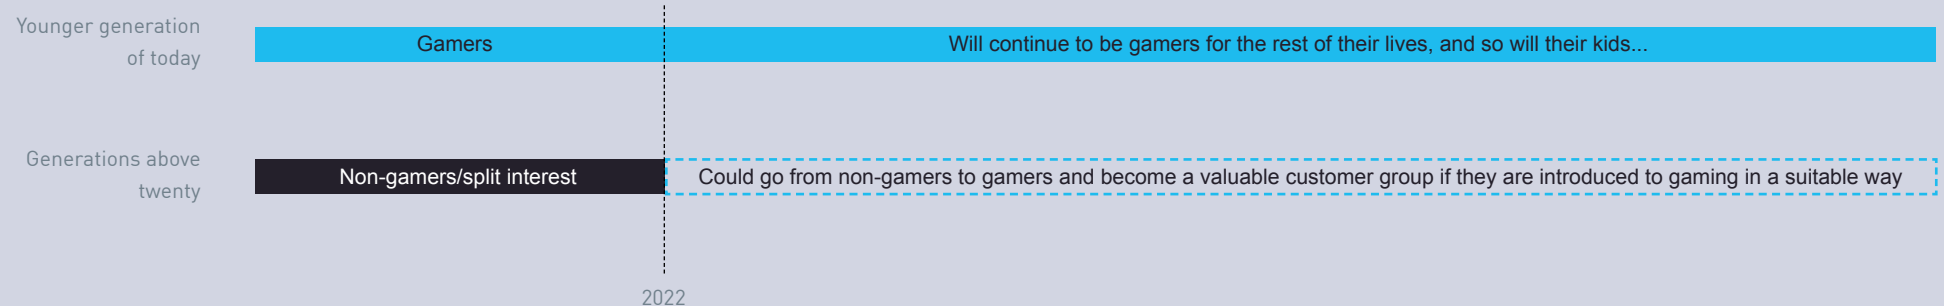 Younger generation
of today
Gamers
Will continue to be gamers for the rest of their lives, and so will their kids...
Generations above
twenty
Non-gamers/split interest
Could go from non-gamers to gamers and become a valuable customer group if they are introduced to gaming in a suitable way
2022